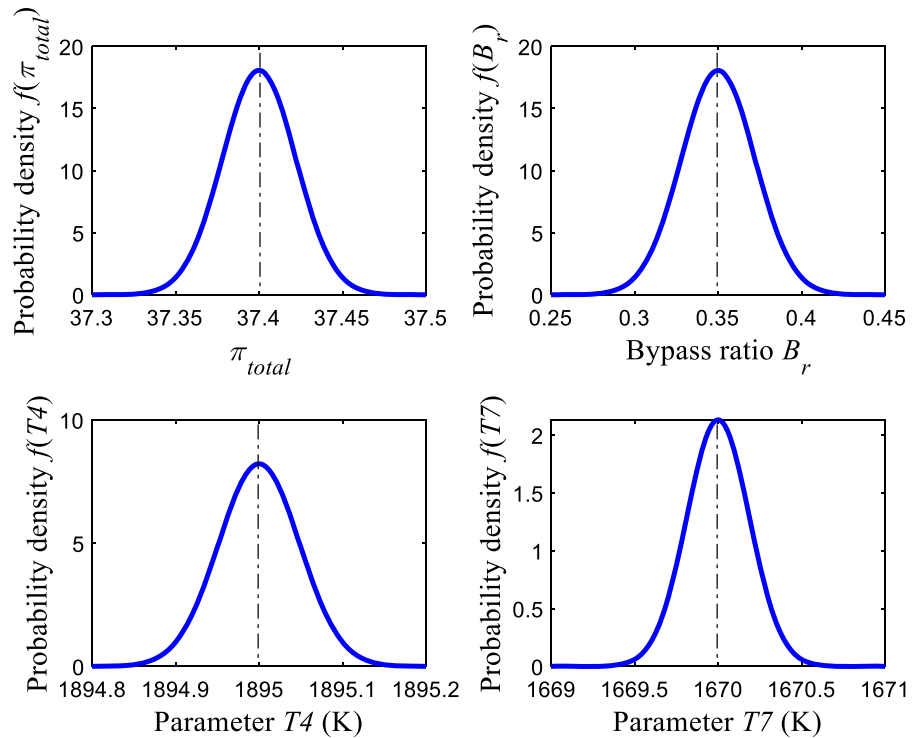 Probability density f(π_total)
20
15
10
5
0
37.3 37.35 37.4 37.45 37.5
π_total
Probability density f(B_r)
20
15
10
5
0
0.25 0.3 0.35 0.4 0.45
Bypass ratio B_r
Probability density f(T4)
10
5
0
1894.8 1894.9 1895 1895.1 1895.2
Parameter T4 (K)
Probability density f(T7)
2
1.5
1
0.5
0
1669 1669.5 1670 1670.5 1671
Parameter T7 (K)